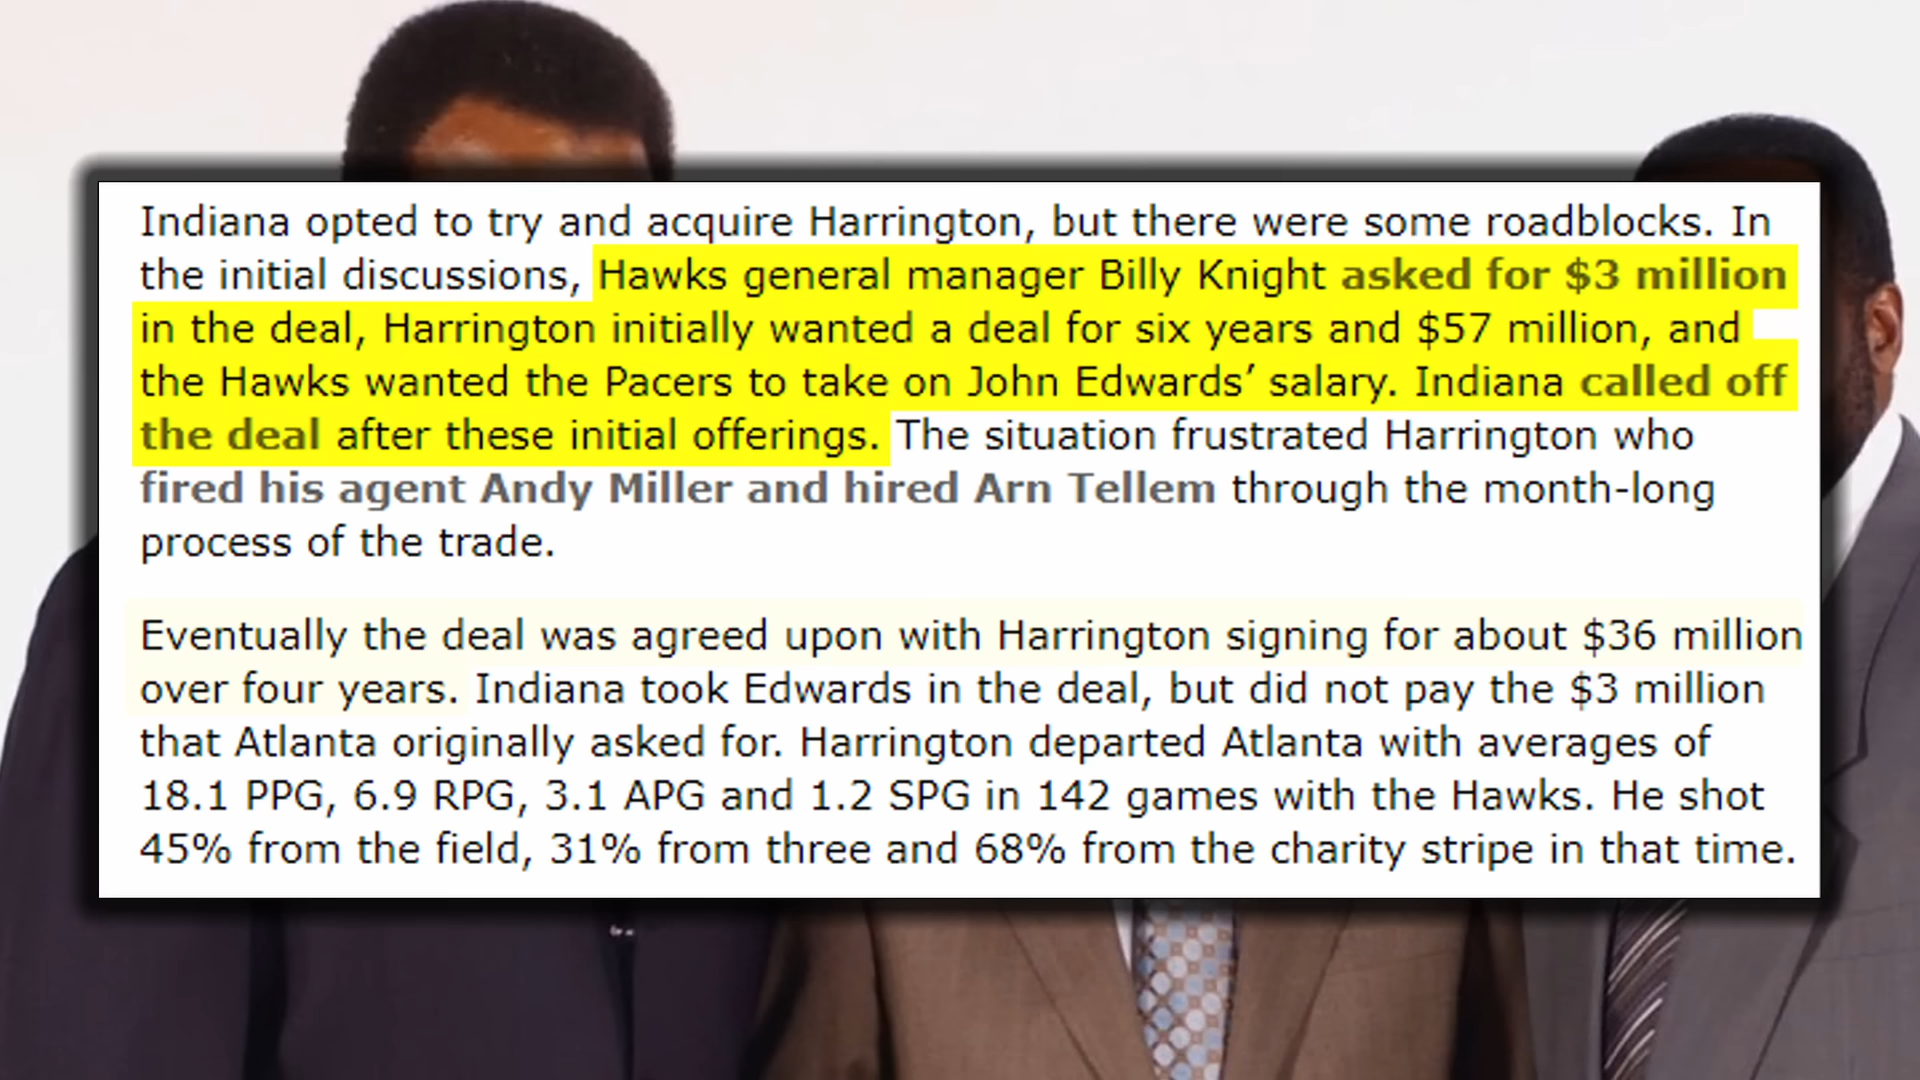 Indiana opted to try and acquire Harrington, but there were some roadblocks. In
the initial discussions, Hawks general manager Billy Knight asked for $3 million
in the deal, Harrington initially wanted a deal for six years and $57 million, and
the Hawks wanted the Pacers to take on John Edwards’ salary. Indiana called off
the deal after these initial offerings. The situation frustrated Harrington who
fired his agent Andy Miller and hired Arn Tellem through the month-long
process of the trade.
Eventually the deal was agreed upon with Harrington signing for about $36 million
over four years. Indiana took Edwards in the deal, but did not pay the $3 million
that Atlanta originally asked for. Harrington departed Atlanta with averages of
18.1 PPG, 6.9 RPG, 3.1 APG and 1.2 SPG in 142 games with the Hawks. He shot
45% from the field, 31% from three and 68% from the charity stripe in that time.